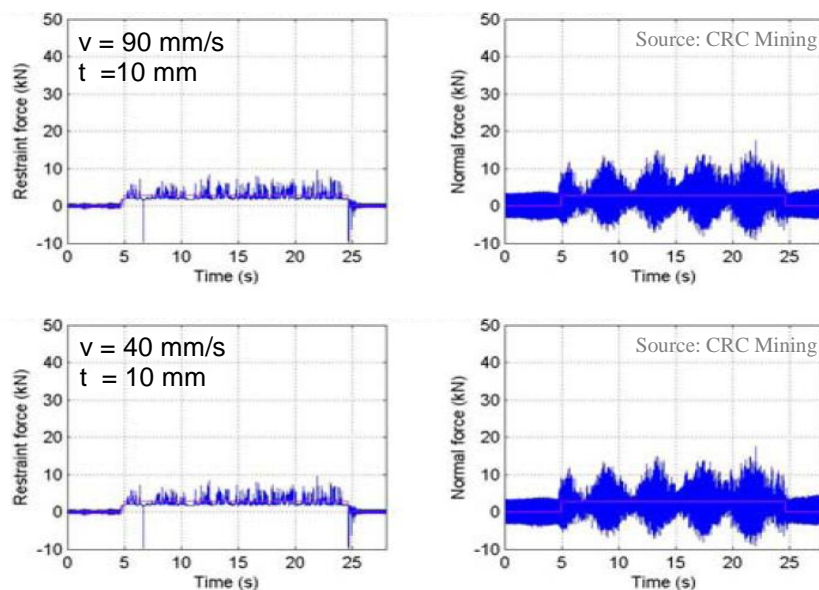 v = 90 mm/s
t =10 mm
Source: CRC Mining
Restraint force (kN)
50
40
30
20
10
0
-10
0 5 10 15 20 25
Time (s)
Normal force (kN)
50
40
30
20
10
0
-10
0 5 10 15 20 25
Time (s)
v = 40 mm/s
t = 10 mm
Source: CRC Mining
Restraint force (kN)
50
40
30
20
10
0
-10
0 5 10 15 20 25
Time (s)
Normal force (kN)
50
40
30
20
10
0
-10
0 5 10 15 20 25
Time (s)